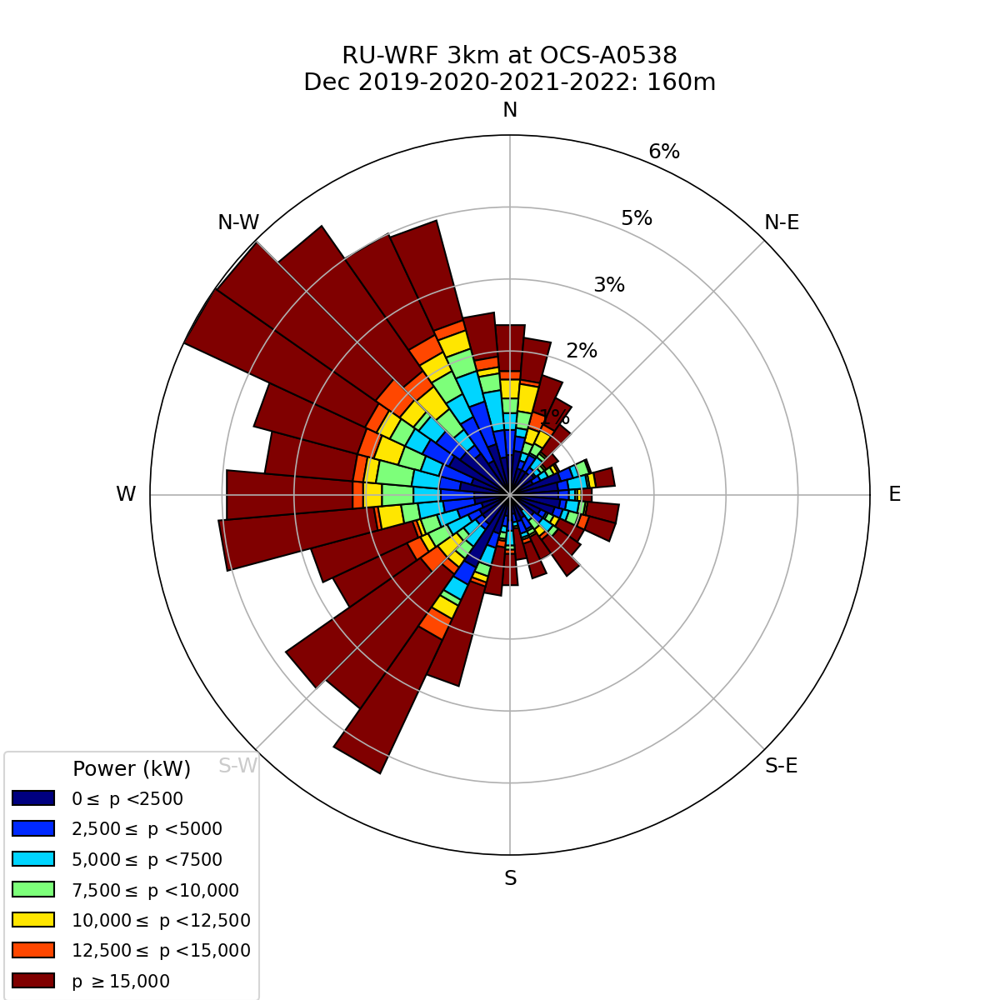 RU-WRF 3km at OCS-A0538
Dec 2019-2020-2021-2022: 160m
N
6%
5%
N-W
N-E
3%
2%
1%
W
E
S-W
S-E
S
Power (kW)
0≤ p <2500
2,500≤ p <5000
5,000≤ p <7500
7,500≤ p <10,000
10,000≤ p <12,500
12,500≤ p <15,000
p ≥15,000